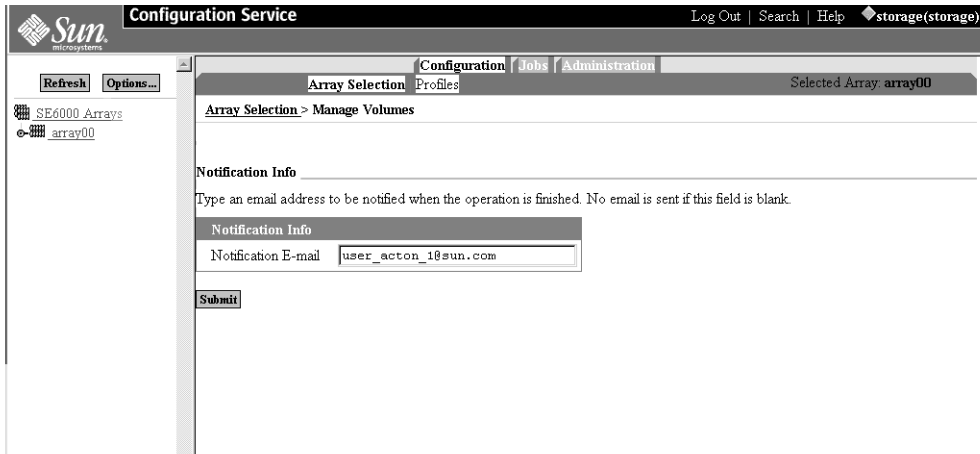 Sun
microsystems
Configuration Service
Log Out | Search | Help storage(storage)
Refresh Options...
SE6000 Arrays
array00
Configuration Jobs Administration
Array Selection Profiles
Selected Array: array00
Array Selection > Manage Volumes
Notification Info
Type an email address to be notified when the operation is finished. No email is sent if this field is blank.
Notification Info
Notification E-mail user_acton_1@sun.com
Submit